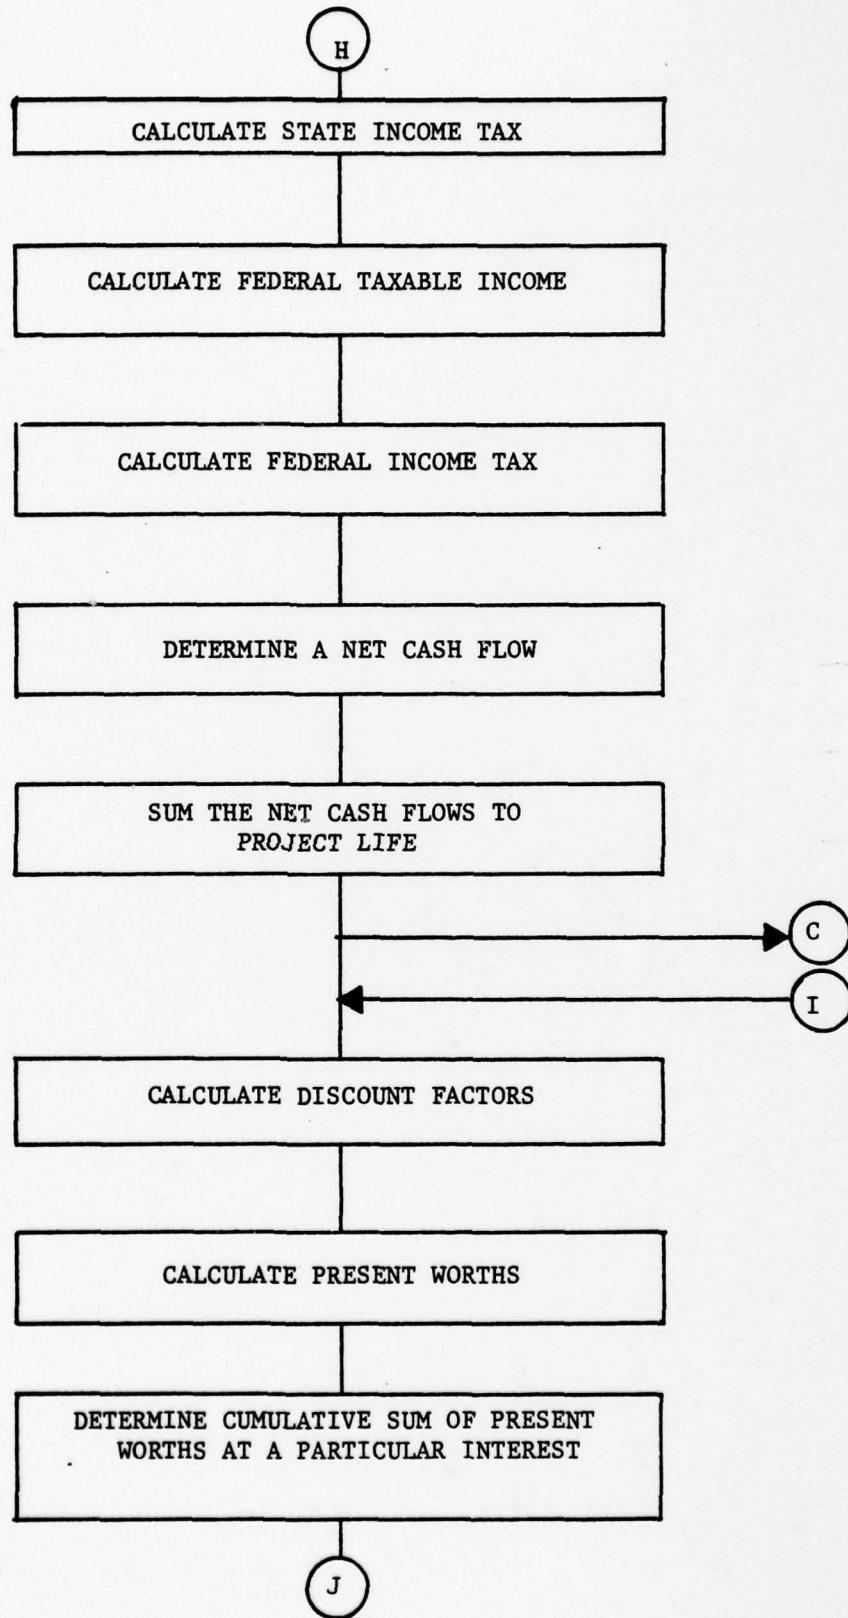 H
CALCULATE STATE INCOME TAX
CALCULATE FEDERAL TAXABLE INCOME
CALCULATE FEDERAL INCOME TAX
DETERMINE A NET CASH FLOW
SUM THE NET CASH FLOWS TO
PROJECT LIFE
C
I
CALCULATE DISCOUNT FACTORS
CALCULATE PRESENT WORTHS
DETERMINE CUMULATIVE SUM OF PRESENT
WORTHS AT A PARTICULAR INTEREST
J